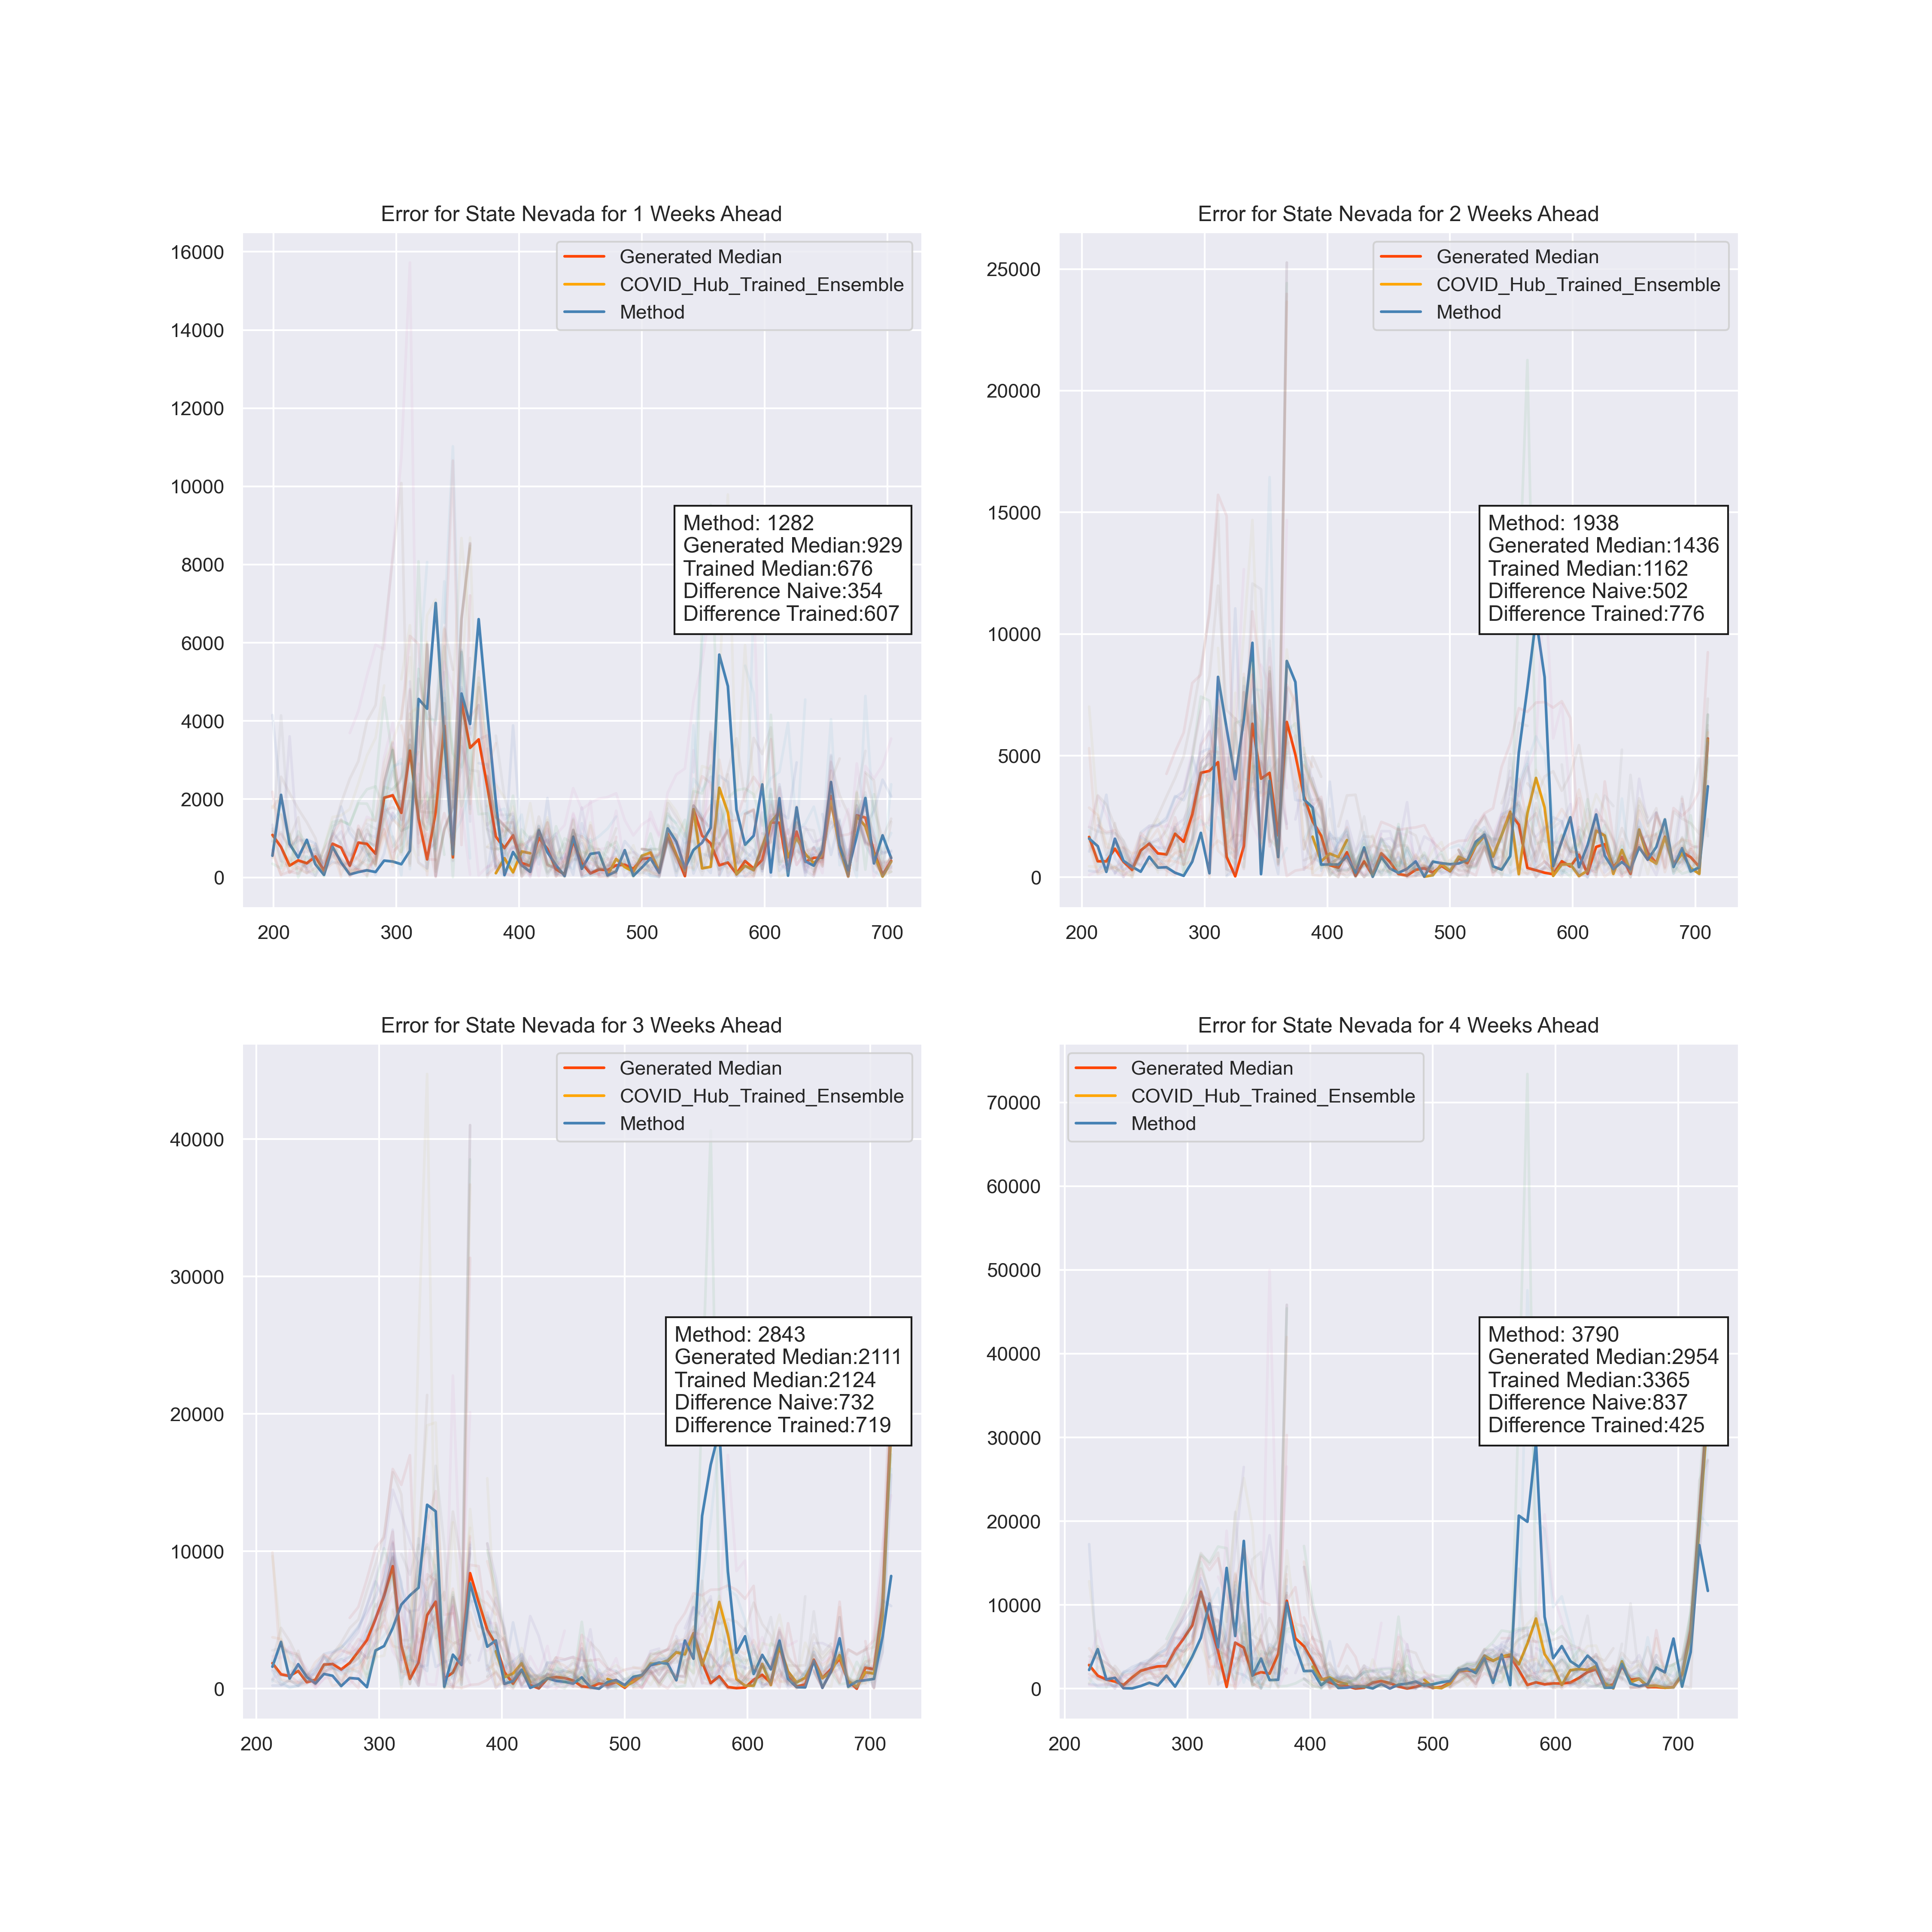 Error for State Nevada for 1 Weeks Ahead
16000
14000
12000
10000
8000
6000
4000
2000
0
200 300 400 500 600 700
Generated Median
COVID_Hub_Trained_Ensemble
Method
Method: 1282
Generated Median:929
Trained Median:676
Difference Naive:354
Difference Trained:607
Error for State Nevada for 2 Weeks Ahead
25000
20000
15000
10000
5000
0
200 300 400 500 600 700
Generated Median
COVID_Hub_Trained_Ensemble
Method
Method: 1938
Generated Median:1436
Trained Median:1162
Difference Naive:502
Difference Trained:776
Error for State Nevada for 3 Weeks Ahead
40000
30000
20000
10000
0
200 300 400 500 600 700
Generated Median
COVID_Hub_Trained_Ensemble
Method
Method: 2843
Generated Median:2111
Trained Median:2124
Difference Naive:732
Difference Trained:719
Error for State Nevada for 4 Weeks Ahead
70000
60000
50000
40000
30000
20000
10000
0
200 300 400 500 600 700
Generated Median
COVID_Hub_Trained_Ensemble
Method
Method: 3790
Generated Median:2954
Trained Median:3365
Difference Naive:837
Difference Trained:425